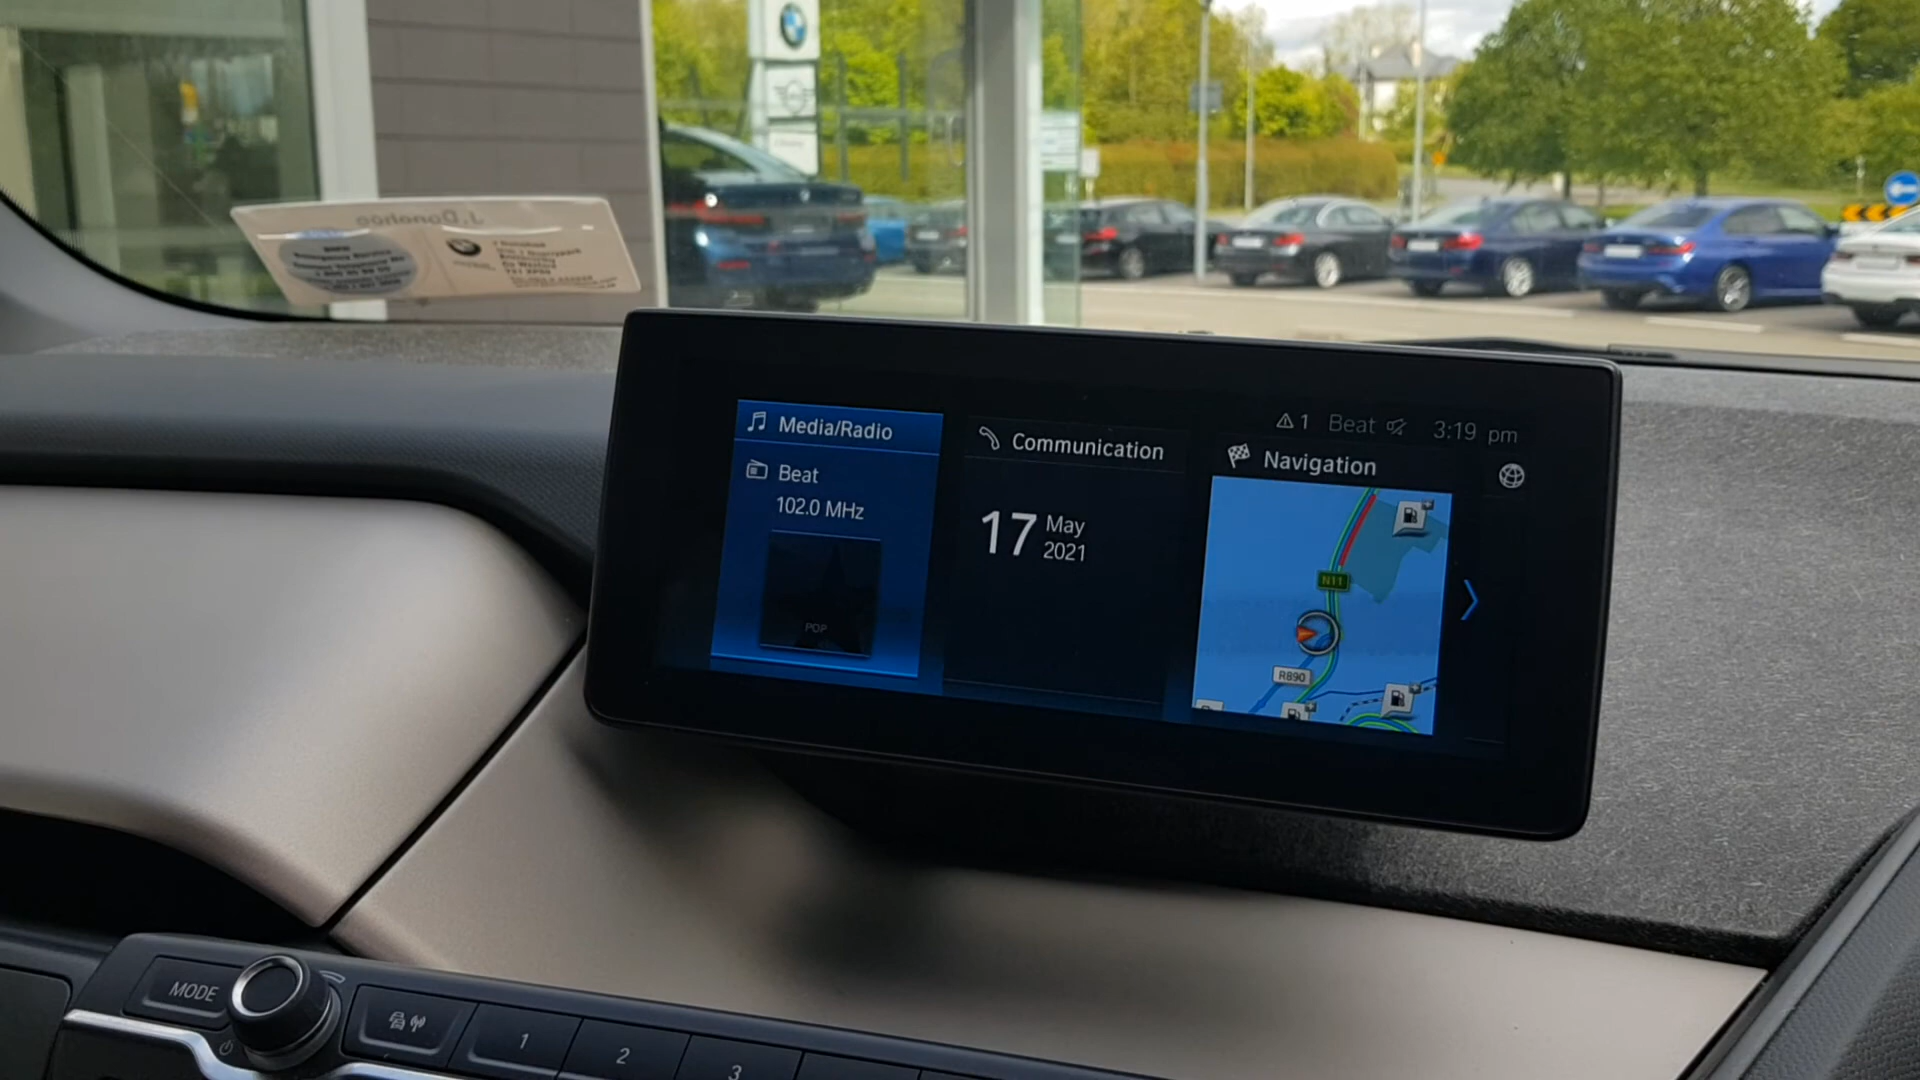 J. Donohoe
Media/Radio
Beat
102.0 MHz
POP
Communication
17 May
2021
1 Beat 3:19 pm
Navigation
N11
R890
MODE
1
2
3